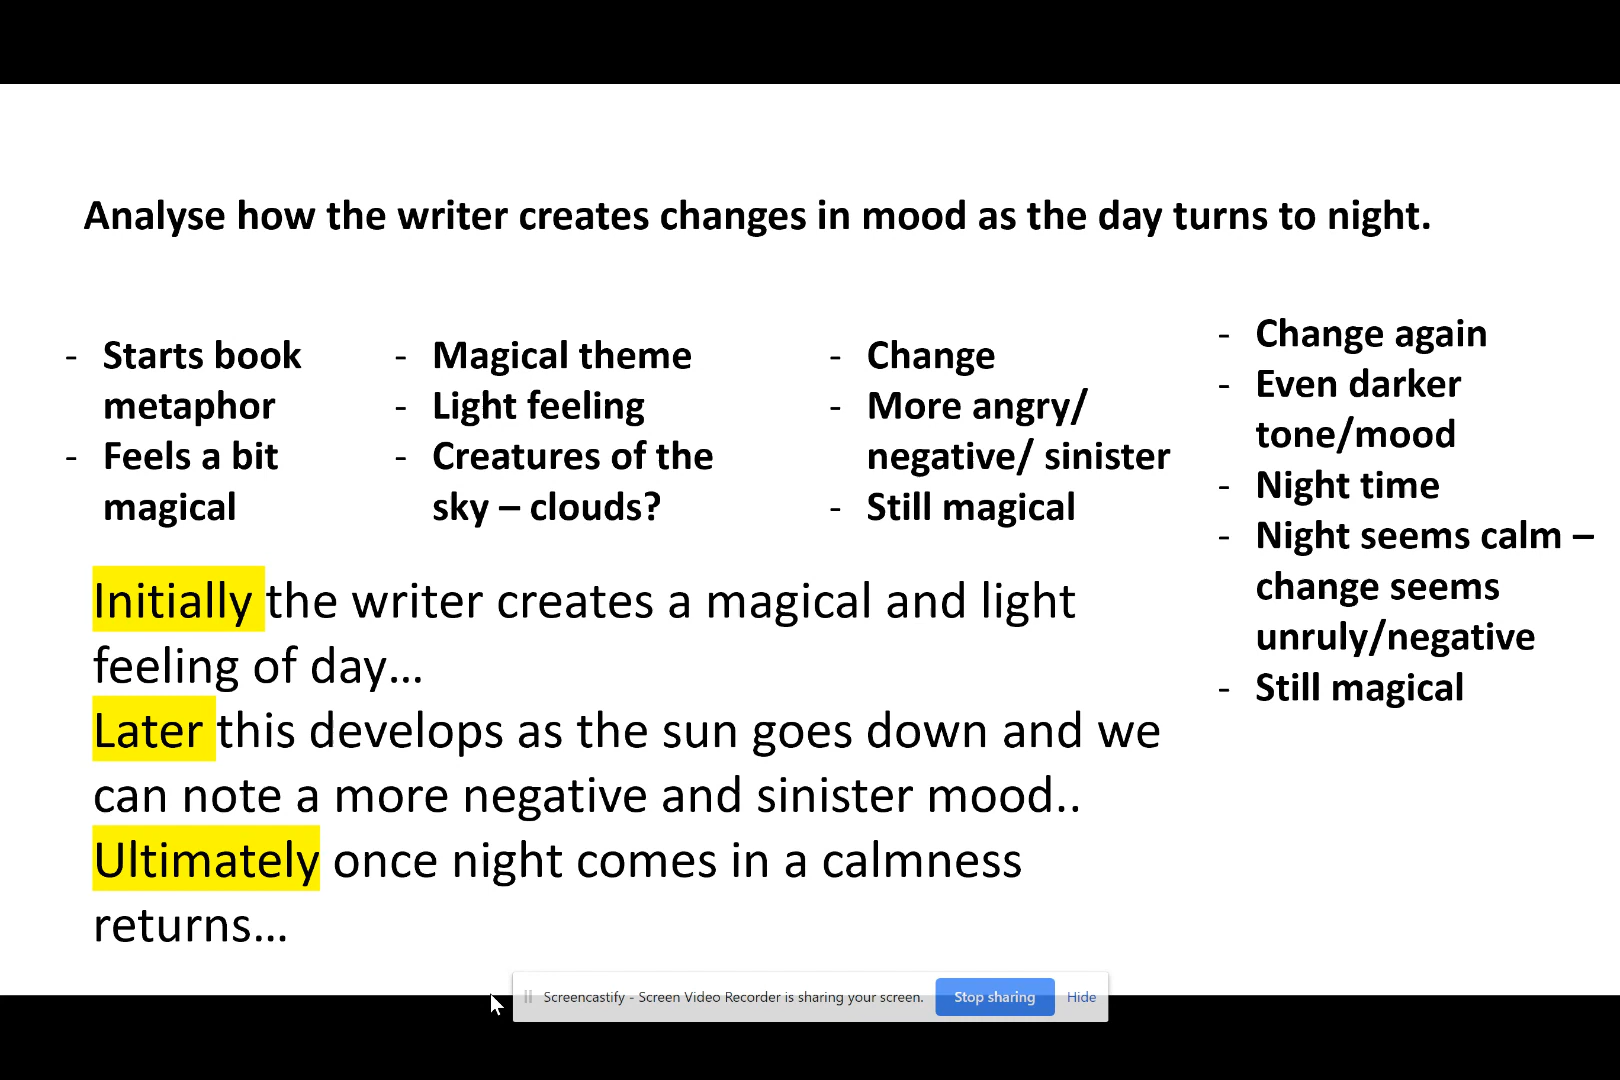 Analyse how the writer creates changes in mood as the day turns to night.
- Starts book
metaphor
- Feels a bit
magical
- Magical theme
- Light feeling
- Creatures of the
sky – clouds?
- Change
- More angry/
negative/ sinister
- Still magical
- Change again
- Even darker
tone/mood
- Night time
- Night seems calm –
change seems
unruly/negative
- Still magical
Initially the writer creates a magical and light
feeling of day...
Later this develops as the sun goes down and we
can note a more negative and sinister mood..
Ultimately once night comes in a calmness
returns...
Screencastify - Screen Video Recorder is sharing your screen.
Stop sharing
Hide